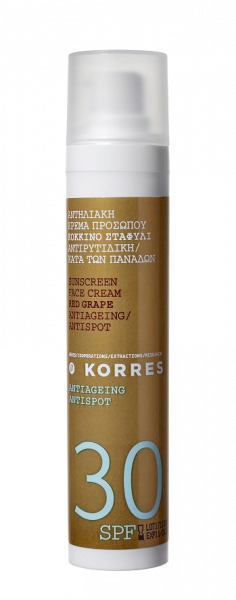 ΑΝΤΗΛΙΑΚΗ
ΚΡΕΜΑ ΠΡΟΣΩΠΟΥ
ΚΟΚΚΙΝΟ ΣΤΑΦΥΛΙ
ΑΝΤΙΡΥΤΙΔΙΚΗ/
ΚΑΤΑ ΤΩΝ ΠΑΝΑΔΩΝ
SUNSCREEN
FACE CREAM
RED GRAPE
ANTIAGEING/
ANTISPOT
KORRES
ANTIAGEING
ANTISPOT
30
SPF